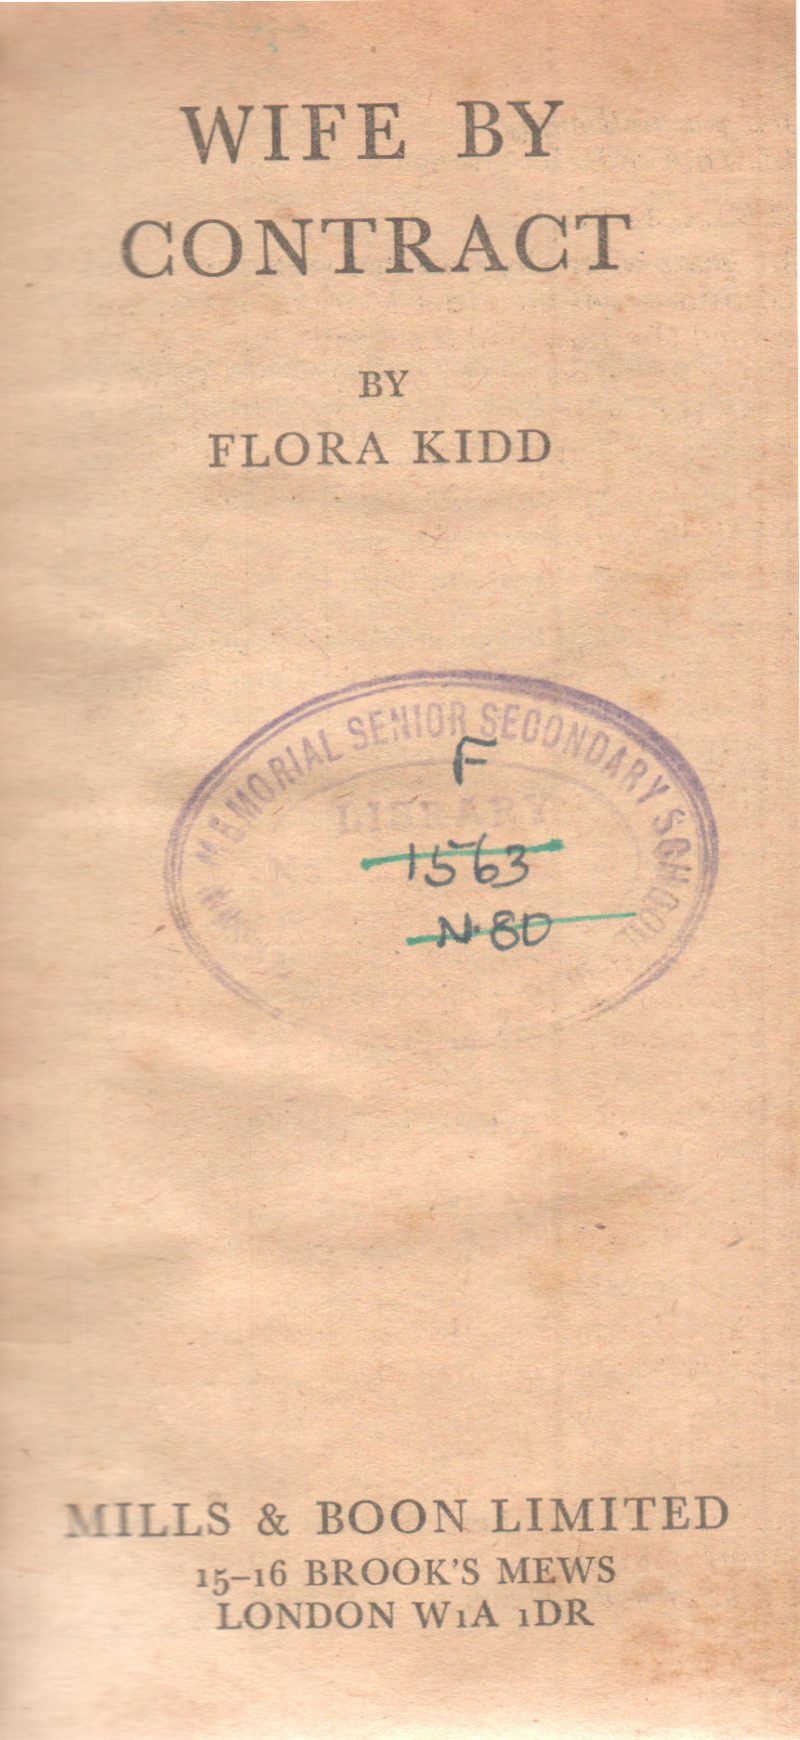 WIFE BY
CONTRACT
BY
FLORA KIDD
MEMORIAL SENIOR SECONDARY SCHOOL
F
LIBRARY
1563
N.80
MILLS & BOON LIMITED
15–16 BROOK'S MEWS
LONDON W1A 1DR